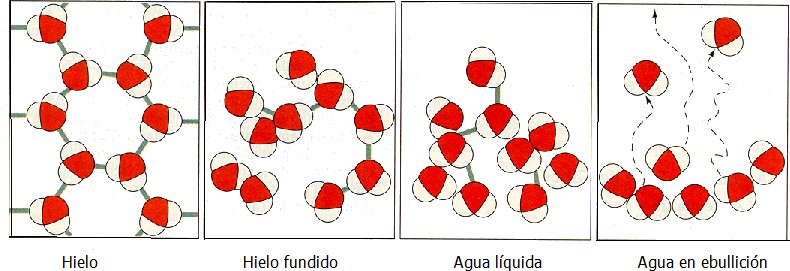 Hielo
Hielo fundido
Agua líquida
Agua en ebullición